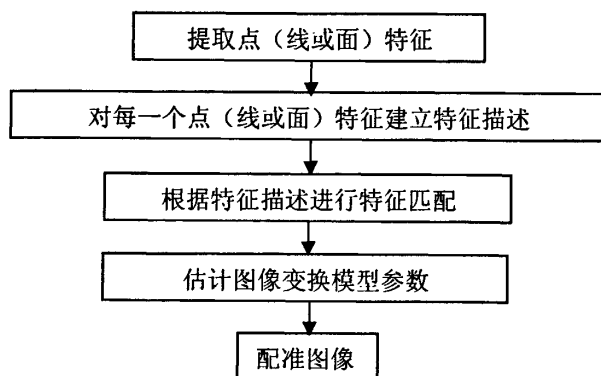 提取点（线或面）特征
对每一个点（线或面）特征建立特征描述
根据特征描述进行特征匹配
估计图像变换模型参数
配准图像